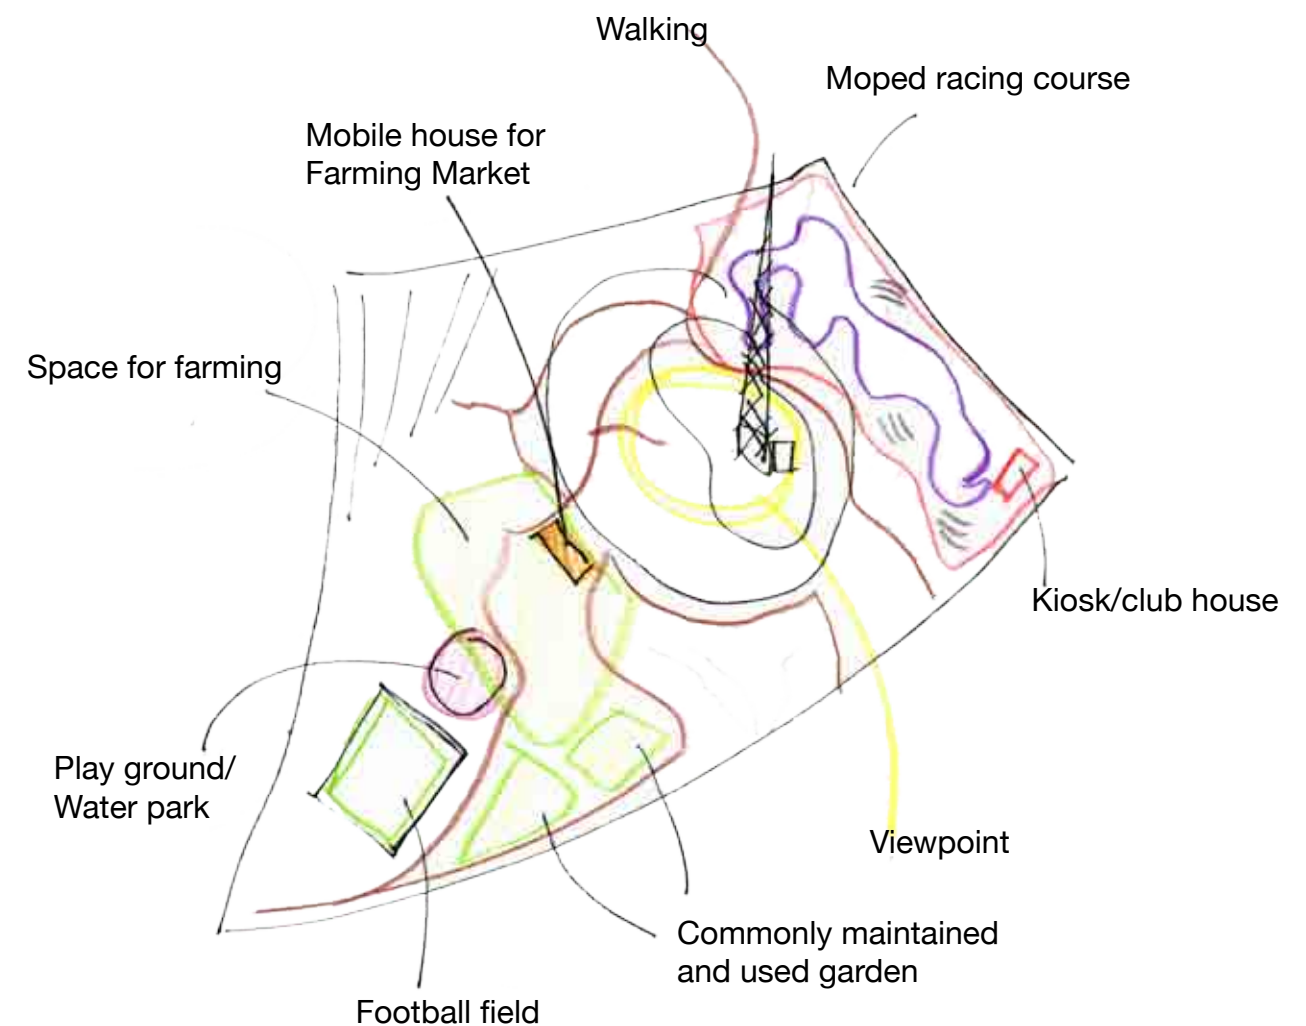 Walking
Moped racing course
Mobile house for
Farming Market
Space for farming
Kiosk/club house
Play ground/
Water park
Viewpoint
Commonly maintained
and used garden
Football field